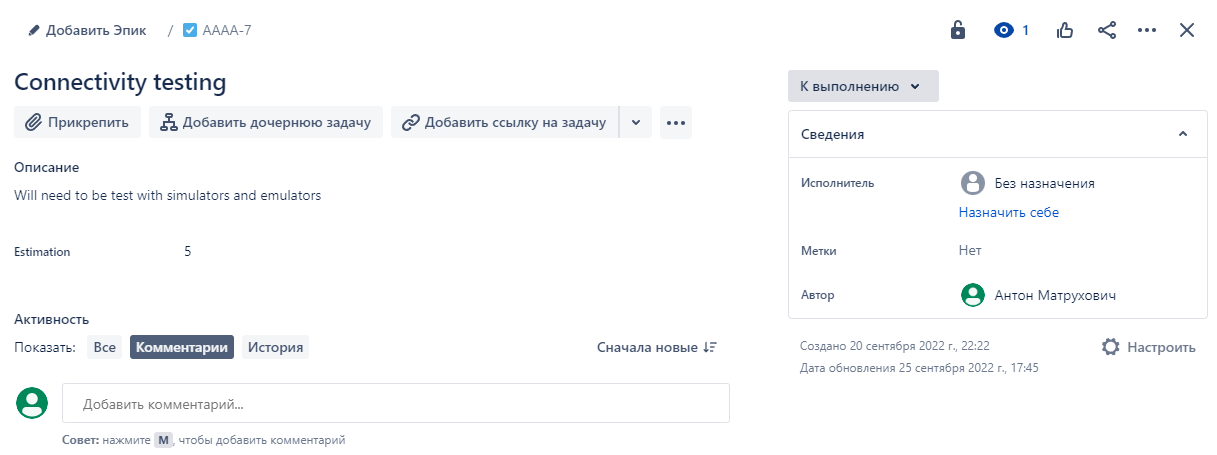 Добавить Эпик / AAAA-7
1
Connectivity testing
К выполнению
Прикрепить Добавить дочернюю задачу Добавить ссылку на задачу
Сведения
Описание
Will need to be test with simulators and emulators
Исполнитель Без назначения
Назначить себе
Estimation 5
Метки Нет
Автор Антон Матрухович
Активность
Показать: Все Комментарии История Сначала новые
Создано 20 сентября 2022 г., 22:22
Дата обновления 25 сентября 2022 г., 17:45
Настроить
Добавить комментарий...
Совет: нажмите M, чтобы добавить комментарий